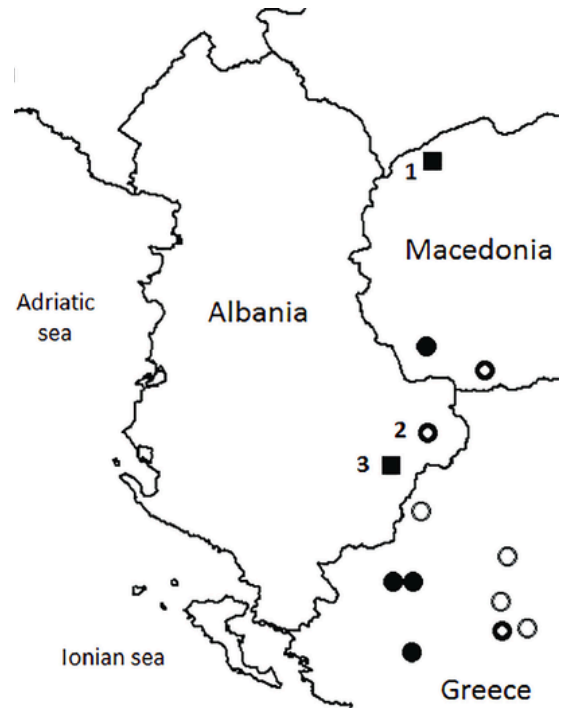 1
Macedonia
Adriatic
sea
Albania
2
3
Ionian sea
Greece